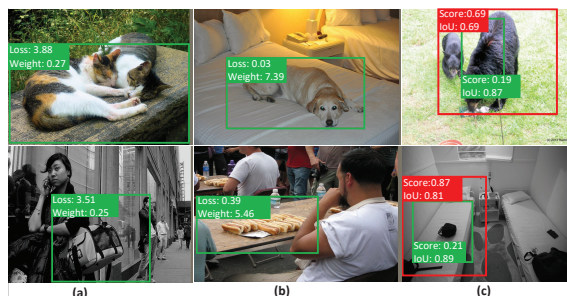 Loss: 3.88
Weight: 0.27
Loss: 0.03
Weight: 7.39
Score:0.69
IoU: 0.69
Score: 0.19
IoU: 0.87
Loss: 3.51
Weight: 0.25
Loss: 0.39
Weight: 5.46
Score:0.87
IoU: 0.81
Score: 0.21
IoU: 0.89
(a)
(b)
(c)